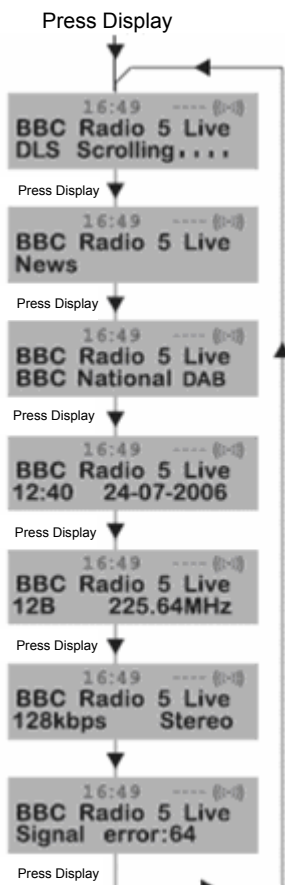 Press Display
16:49 ----
BBC Radio 5 Live
DLS Scrolling....
Press Display
16:49 ----
BBC Radio 5 Live
News
Press Display
16:49 ----
BBC Radio 5 Live
BBC National DAB
Press Display
16:49 ----
BBC Radio 5 Live
12:40 24-07-2006
Press Display
16:49 ----
BBC Radio 5 Live
12B 225.64MHz
Press Display
16:49 ----
BBC Radio 5 Live
128kbps Stereo
16:49 ----
BBC Radio 5 Live
Signal error:64
Press Display